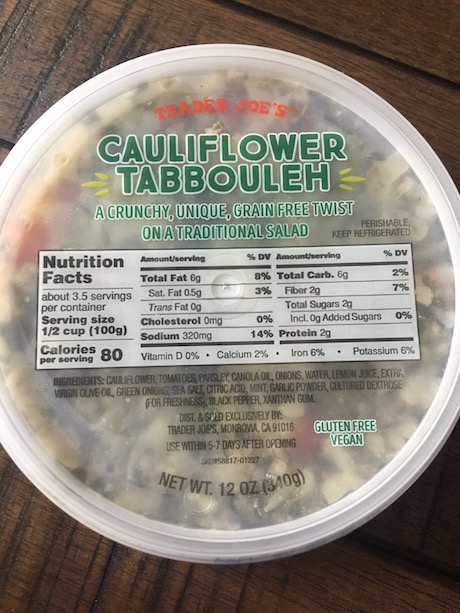 TRADER JOE'S
CAULIFLOWER
TABBOULEH
A CRUNCHY, UNIQUE, GRAIN FREE TWIST
ON A TRADITIONAL SALAD
PERISHABLE,
KEEP REFRIGERATED
Nutrition
Facts
about 3.5 servings
per container
Serving size
1/2 cup (100g)
Calories
per serving 80
Amount/serving % DV Amount/serving % DV
Total Fat 6g 8% Total Carb. 6g 2%
Sat. Fat 0.5g 3% Fiber 2g 7%
Trans Fat 0g Total Sugars 2g
Cholesterol 0mg 0% Incl. 0g Added Sugars 0%
Sodium 320mg 14% Protein 2g
Vitamin D 0% • Calcium 2% • Iron 6% • Potassium 6%
INGREDIENTS: CAULIFLOWER, TOMATOES, PARSLEY, CANOLA OIL, ONIONS, WATER, LEMON JUICE, EXTRA
VIRGIN OLIVE OIL, GREEN ONIONS, SEA SALT, CITRIC ACID, MINT, GARLIC POWDER, CULTURED DEXTROSE
(FOR FRESHNESS), BLACK PEPPER, XANTHAN GUM.
DIST. & SOLD EXCLUSIVELY BY:
TRADER JOE'S, MONROVIA, CA 91016
USE WITHIN 5-7 DAYS AFTER OPENING
SKU#58817-01227
GLUTEN FREE
VEGAN
NET WT. 12 OZ (340g)